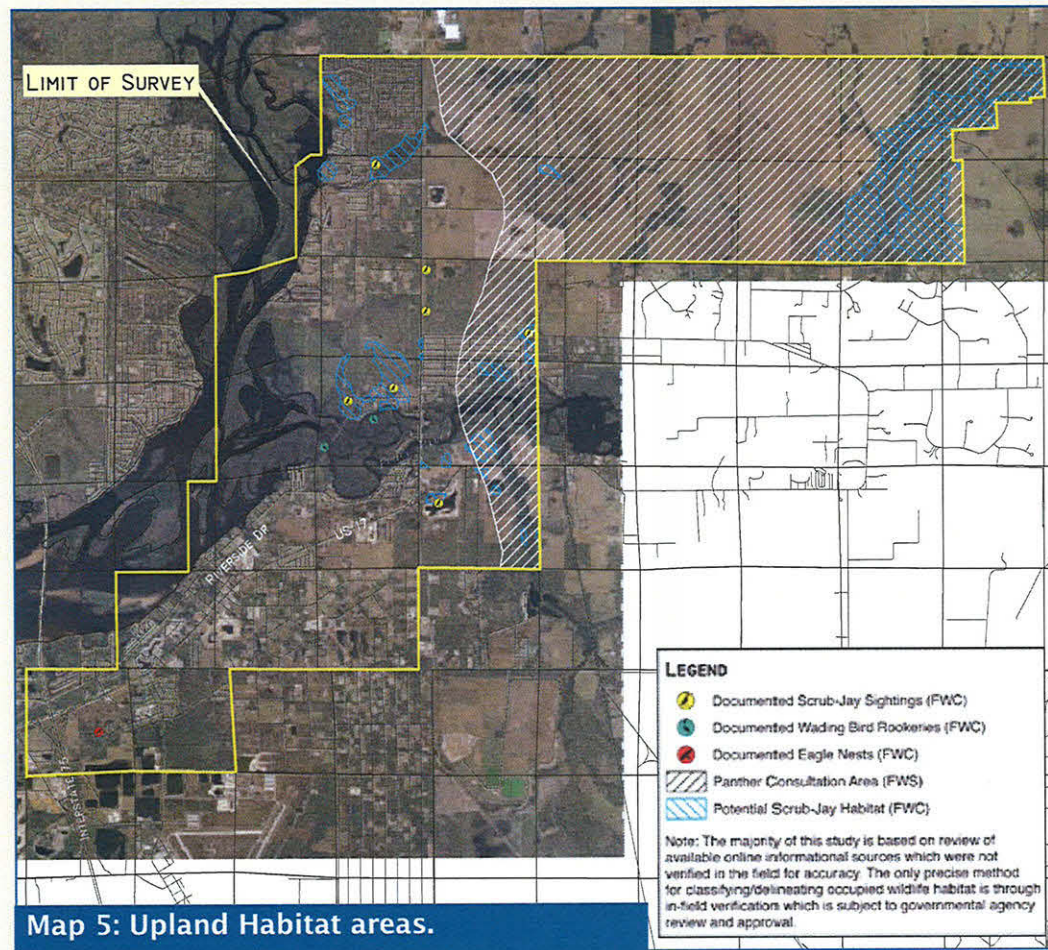 LIMIT OF SURVEY
RIVERSIDE DR
US 17
INTERSTATE 75
LEGEND
Documented Scrub-Jay Sightings (FWC)
Documented Wading Bird Rookeries (FWC)
Documented Eagle Nests (FWC)
Panther Consultation Area (FWS)
Potential Scrub-Jay Habitat (FWC)
Note: The majority of this study is based on review of
available online informational sources which were not
verified in the field for accuracy. The only precise method
for classifying/delineating occupied wildlife habitat is through
in-field verification which is subject to governmental agency
review and approval.
Map 5: Upland Habitat areas.